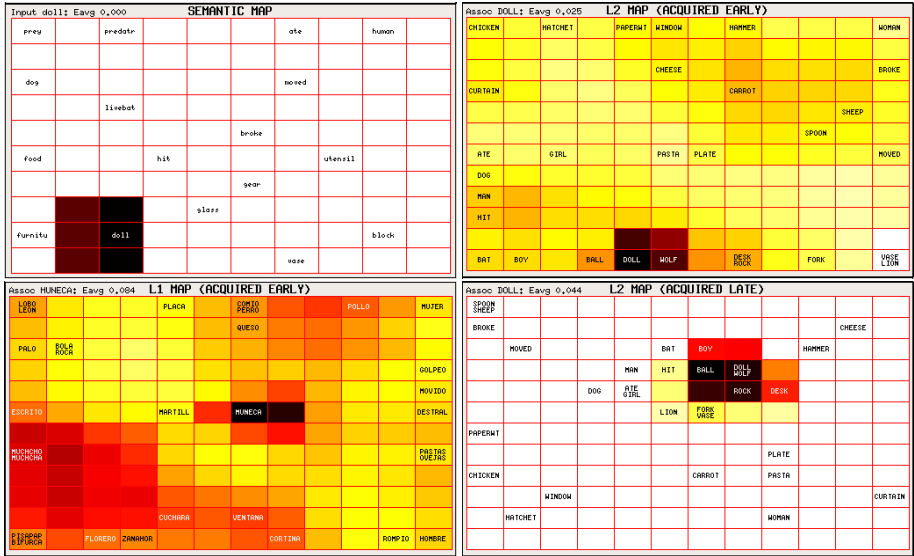 Input doll: Eavg 0.000 SEMANTIC MAP
prey predatr ate human
dog moved
livebat
broke
food hit utensil
gear
glass
furnitu doll block
vase
Assoc DOLL: Eavg 0.025 L2 MAP (ACQUIRED EARLY)
CHICKEN HATCHET PAPERWT WINDOW HAMMER WOMAN
CHEESE BROKE
CURTAIN CARROT
SHEEP
SPOON
ATE GIRL PASTA PLATE MOVED
DOG
MAN
HIT
BAT BOY BALL DOLL WOLF DESK ROCK FORK VASE LION
Assoc HUNECA: Eavg 0.084 L1 MAP (ACQUIRED EARLY)
LOBO LEON PLACA COMIO PERRO POLLO MUJER
QUESO
PALO BOLA ROCA
GOLPEO
MOVIDO
ESCRITO MARTILL MUNECA DESTRAL
MUCHCHO MUCHCHA PASTAS OVEJAS
CUCHARA VENTANA
PISAPAP BIFURCA FLORERO ZANAHOR CORTINA ROMPIO HOMBRE
Assoc DOLL: Eavg 0.044 L2 MAP (ACQUIRED LATE)
SPOON SHEEP
BROKE CHEESE
MOVED BAT BOY HAMMER
MAN HIT BALL DOLL WOLF
DOG ATE GIRL ROCK DESK
LION FORK VASE
PAPERWT
PLATE
CHICKEN CARROT PASTA
WINDOW CURTAIN
HATCHET WOMAN